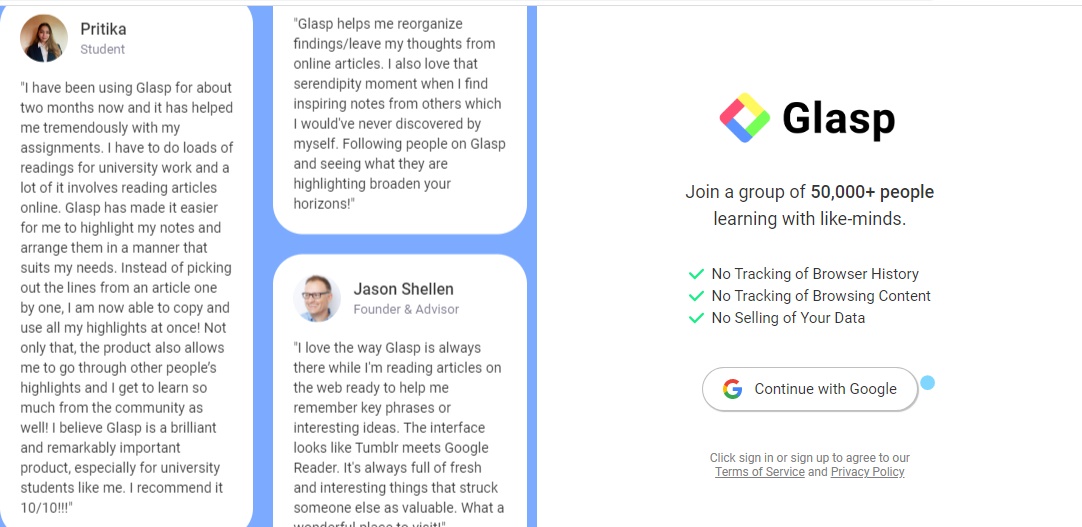 Pritika
Student
"I have been using Glasp for about
two months now and it has helped
me tremendously with my
assignments. I have to do loads of
readings for university work and a
lot of it involves reading articles
online. Glasp has made it easier
for me to highlight my notes and
arrange them in a manner that
suits my needs. Instead of picking
out the lines from an article one
by one, I am now able to copy and
use all my highlights at once! Not
only that, the product also allows
me to go through other people's
highlights and I get to learn so
much from the community as
well! I believe Glasp is a brilliant
and remarkably important
product, especially for university
students like me. I recommend it
10/10!!!"
"Glasp helps me reorganize
findings/leave my thoughts from
online articles. I also love that
serendipity moment when I find
inspiring notes from others which
I would've never discovered by
myself. Following people on Glasp
and seeing what they are
highlighting broaden your
horizons!"
Jason Shellen
Founder & Advisor
"I love the way Glasp is always
there while I'm reading articles on
the web ready to help me
remember key phrases or
interesting ideas. The interface
looks like Tumblr meets Google
Reader. It's always full of fresh
and interesting things that struck
someone else as valuable. What a
wonderful place to visit!"
Glasp
Join a group of 50,000+ people
learning with like-minds.
No Tracking of Browser History
No Tracking of Browsing Content
No Selling of Your Data
Continue with Google
Click sign in or sign up to agree to our
Terms of Service and Privacy Policy